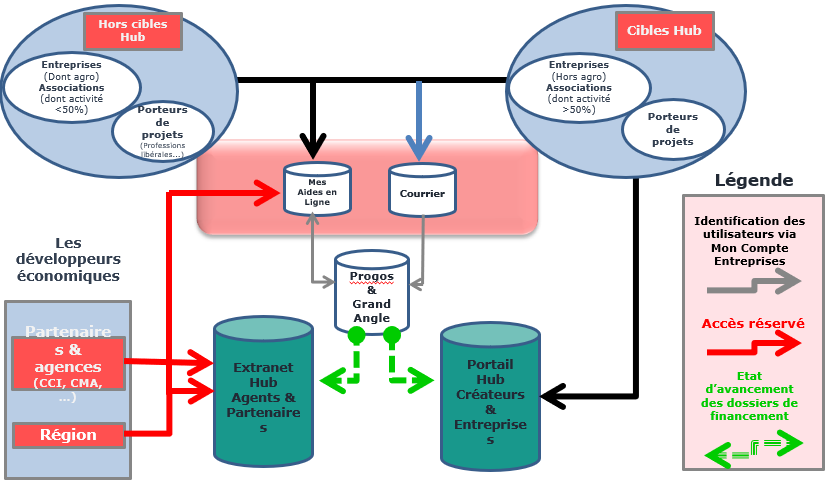 Hors cibles
Hub
Entreprises
(Dont agro)
Associations
(dont activité
<50%)
Porteurs
de
projets
(Professions
libérales...)
Cibles Hub
Entreprises
(Hors agro)
Associations
(dont activité
>50%)
Porteurs
de
projets
Mes
Aides en
Ligne
Courrier
Progos
&
Grand
Angle
Les
développeurs
économiques
Partenaire
s &
agences
(CCI, CMA,
...)
Région
Extranet
Hub
Agents &
Partenaire
s
Portail
Hub
Créateurs
&
Entreprise
s
Légende
Identification des
utilisateurs via
Mon Compte
Entreprises
Accès réservé
Etat
d’avancement
des dossiers de
financement